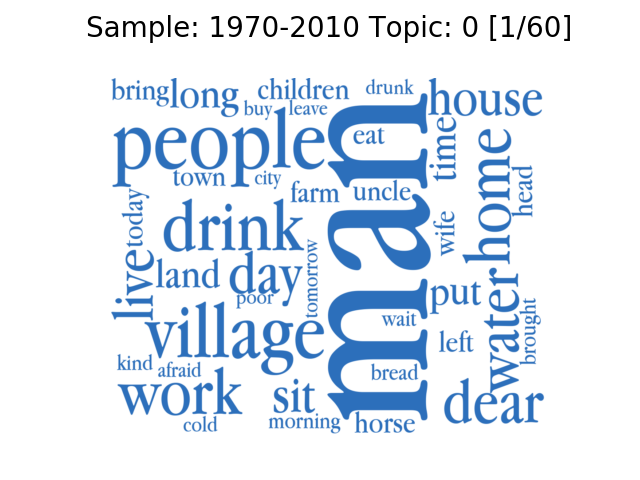 Sample: 1970-2010 Topic: 0 [1/60]
bring long children drunk house
buy leave
people man eat time
town city farm uncle home head
today drink wife
live land day tomorrow put water
poor
village wait left brought
kind afraid bread
work sit dear
cold morning horse